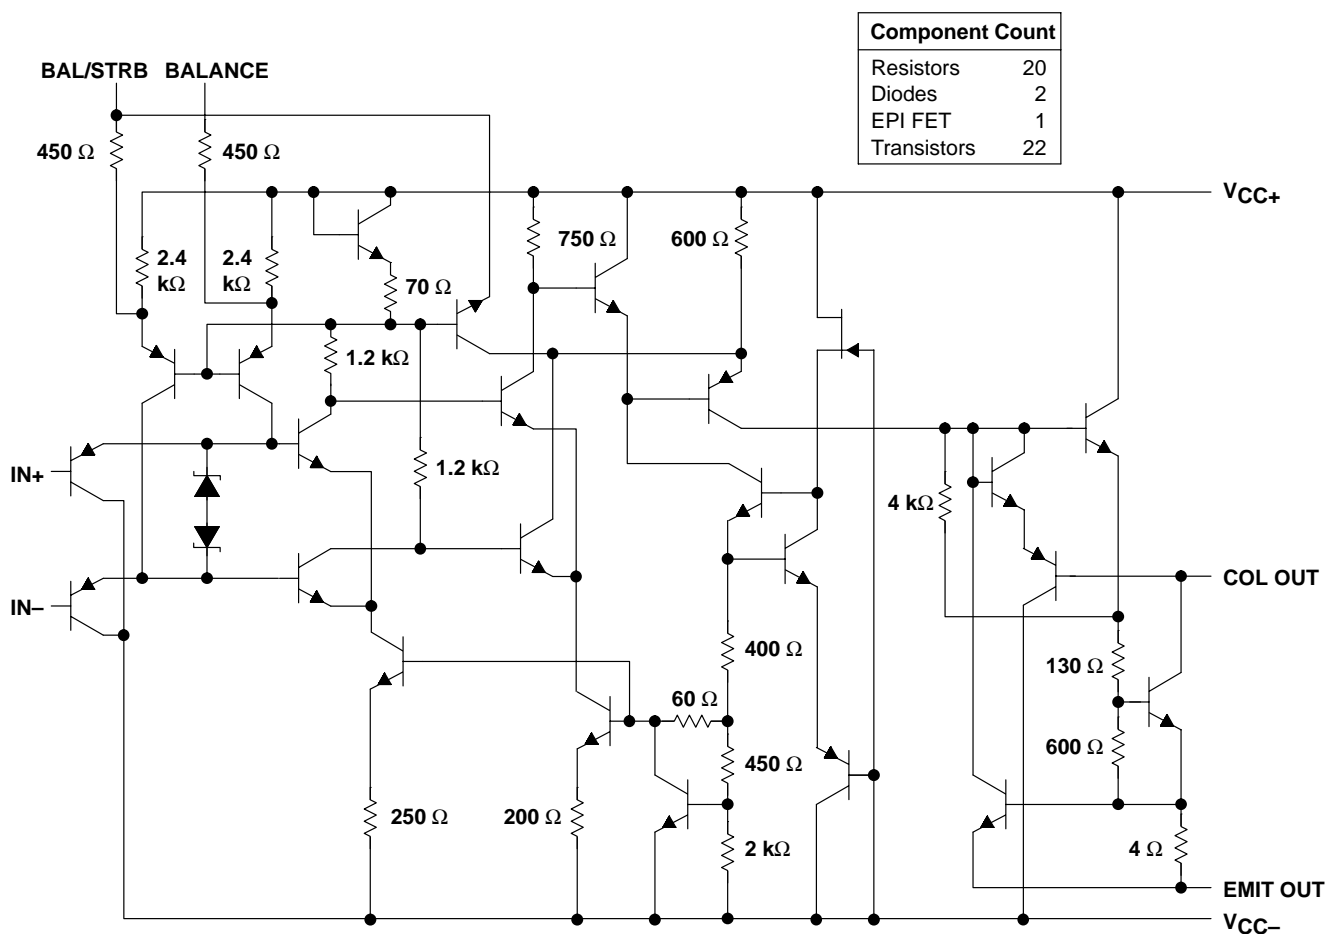 Component Count
Resistors 20
Diodes 2
EPI FET 1
Transistors 22
BAL/STRB BALANCE
450 Ω 450 Ω
VCC+
2.4 kΩ
2.4 kΩ
70 Ω
750 Ω
600 Ω
1.2 kΩ
IN+
1.2 kΩ
4 kΩ
IN–
COL OUT
400 Ω
130 Ω
60 Ω
600 Ω
450 Ω
250 Ω
200 Ω
2 kΩ
4 Ω
EMIT OUT
VCC–